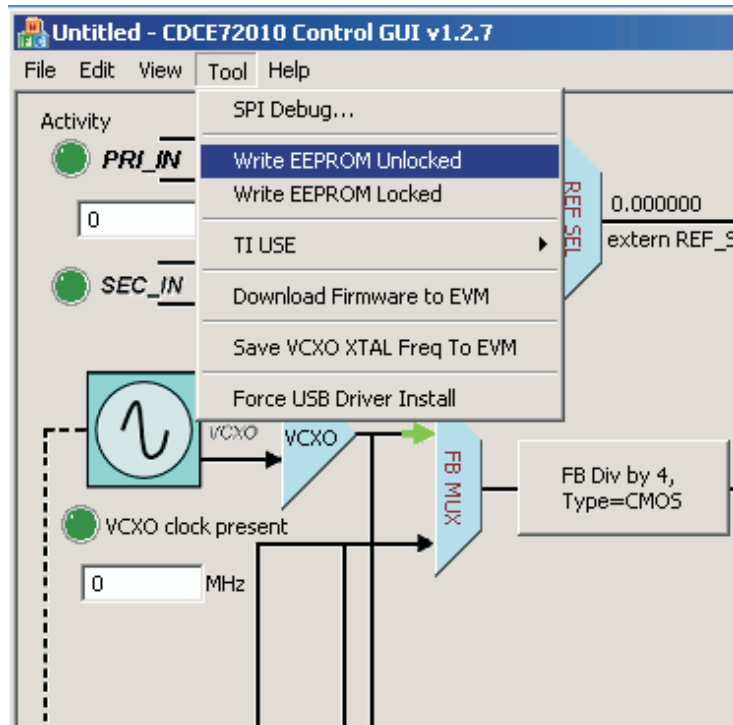 Untitled - CDCE72010 Control GUI v1.2.7
File Edit View Tool Help
Activity
PRI_IN
0
SEC_IN
SPI Debug...
Write EEPROM Unlocked
Write EEPROM Locked
TI USE
Download Firmware to EVM
Save VCXO XTAL Freq To EVM
Force USB Driver Install
REF SEL
0.000000
extern REF_S
VCXO
VCXO
FB MUX
FB Div by 4,
Type=CMOS
VCXO clock present
0 MHz